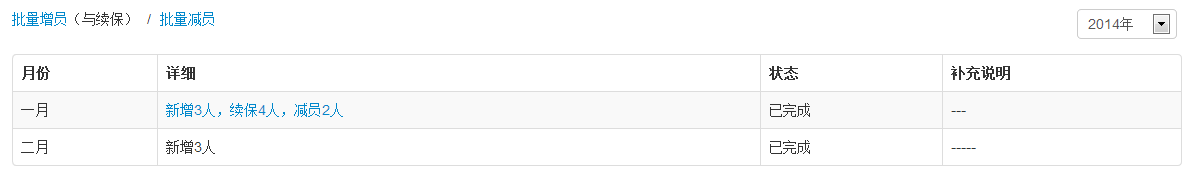 批量增员（与续保） / 批量减员 2014年
月份 详细 状态 补充说明
一月 新增3人，续保4人，减员2人 已完成 ---
二月 新增3人 已完成 -----